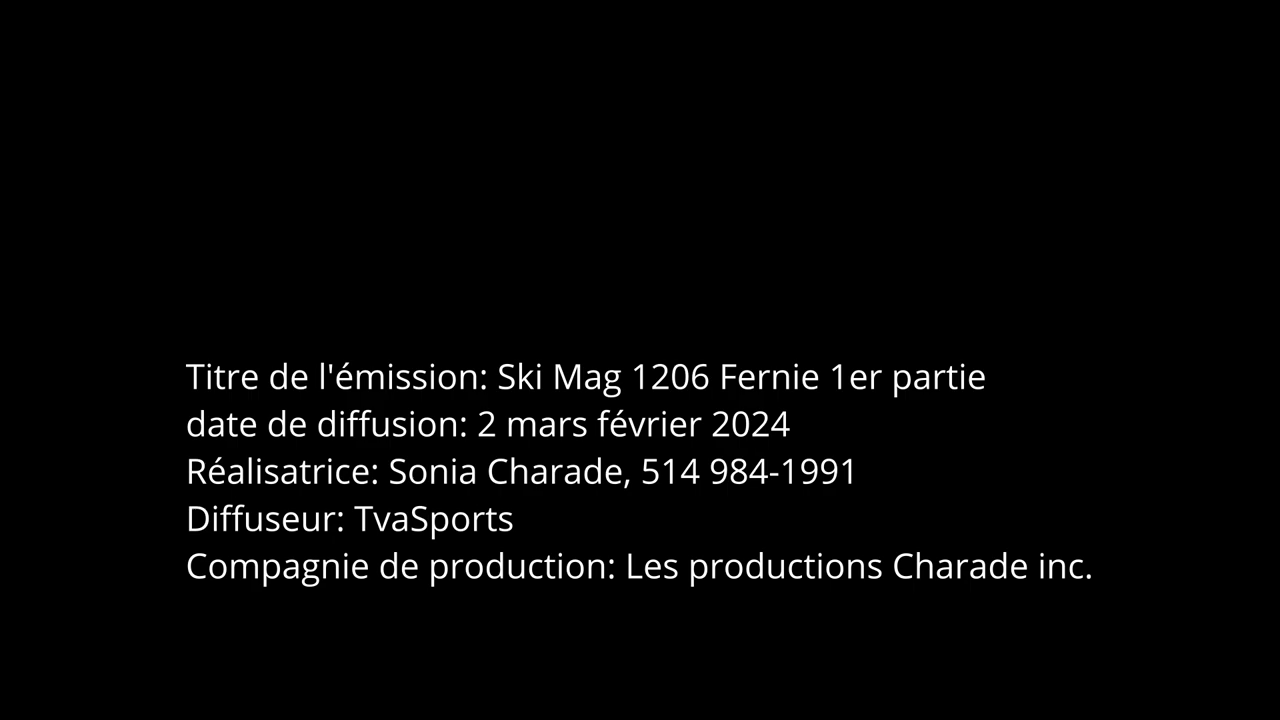 Titre de l'émission: Ski Mag 1206 Fernie 1er partie
date de diffusion: 2 mars février 2024
Réalisatrice: Sonia Charade, 514 984-1991
Diffuseur: TvaSports
Compagnie de production: Les productions Charade inc.